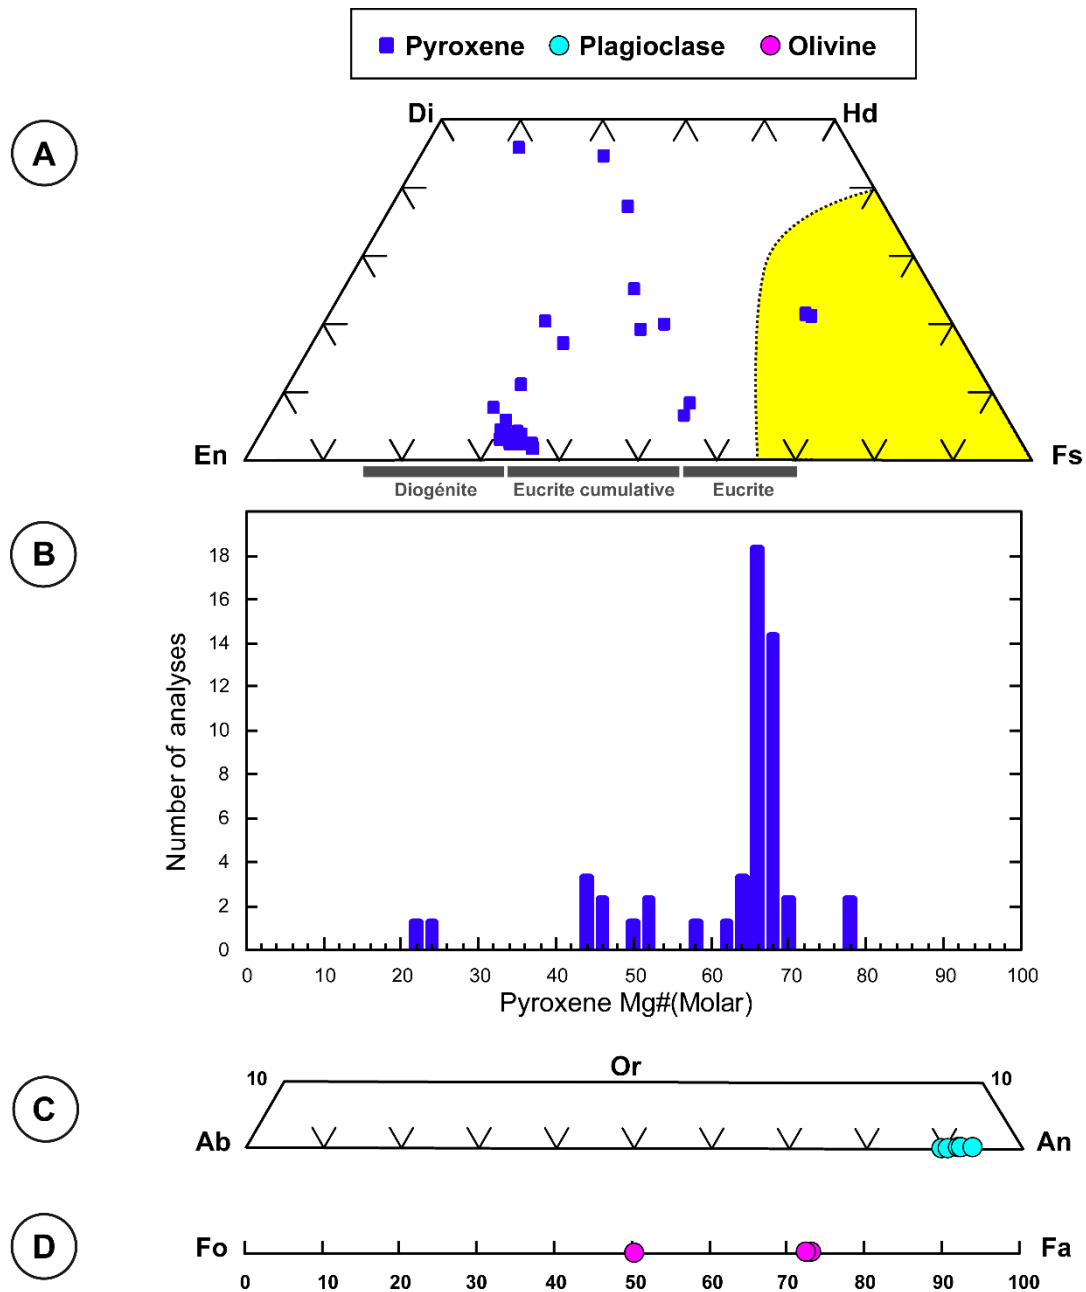 Pyroxene Plagioclase Olivine
A
Di Hd
En Fs
Diogénite Eucrite cumulative Eucrite
B
Number of analyses
18
16
14
12
10
8
6
4
2
0
0 10 20 30 40 50 60 70 80 90 100
Pyroxene Mg#(Molar)
C
Or
10 10
Ab An
D
Fo Fa
0 10 20 30 40 50 60 70 80 90 100